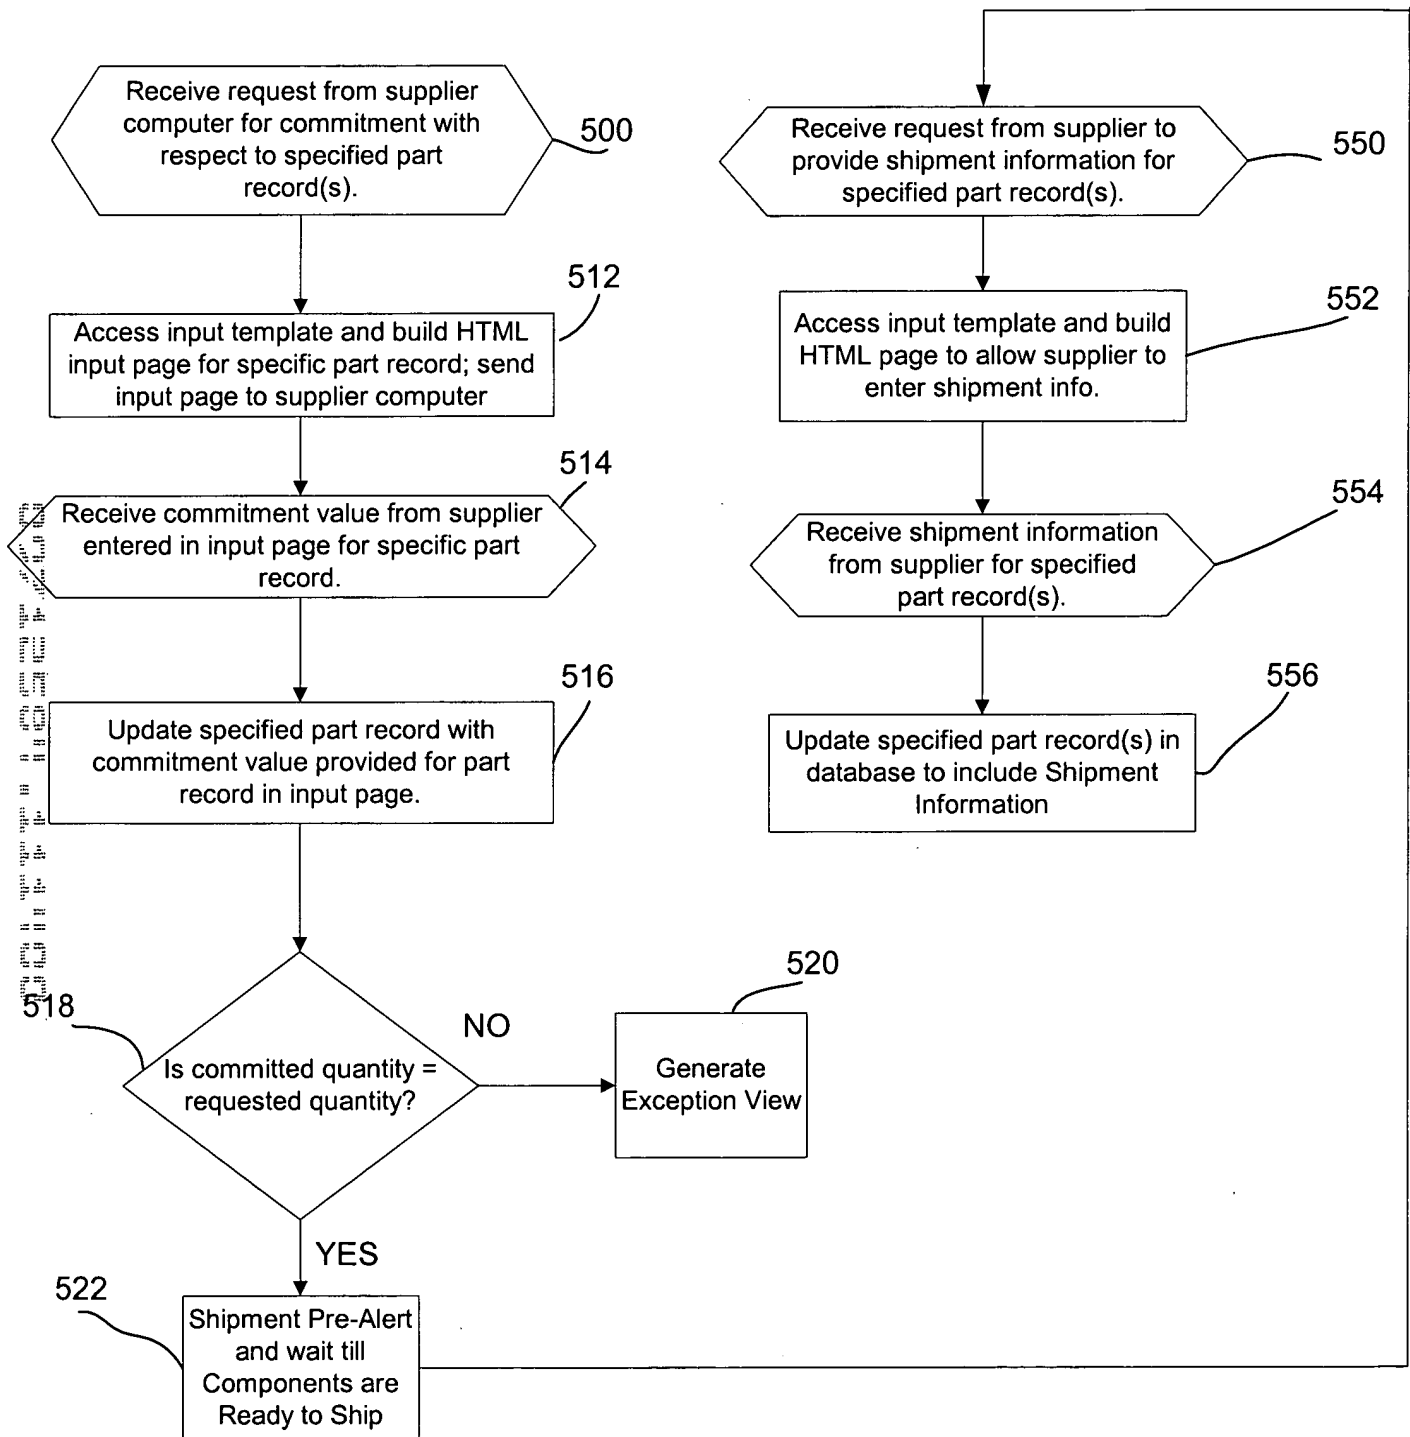 Receive request from supplier
computer for commitment with
respect to specified part
record(s).
500
512
Access input template and build HTML
input page for specific part record; send
input page to supplier computer
514
Receive commitment value from supplier
entered in input page for specific part
record.
516
Update specified part record with
commitment value provided for part
record in input page.
518
Is committed quantity =
requested quantity?
NO
520
Generate
Exception View
YES
522
Shipment Pre-Alert
and wait till
Components are
Ready to Ship
Receive request from supplier to
provide shipment information for
specified part record(s).
550
552
Access input template and build
HTML page to allow supplier to
enter shipment info.
554
Receive shipment information
from supplier for specified
part record(s).
556
Update specified part record(s) in
database to include Shipment
Information